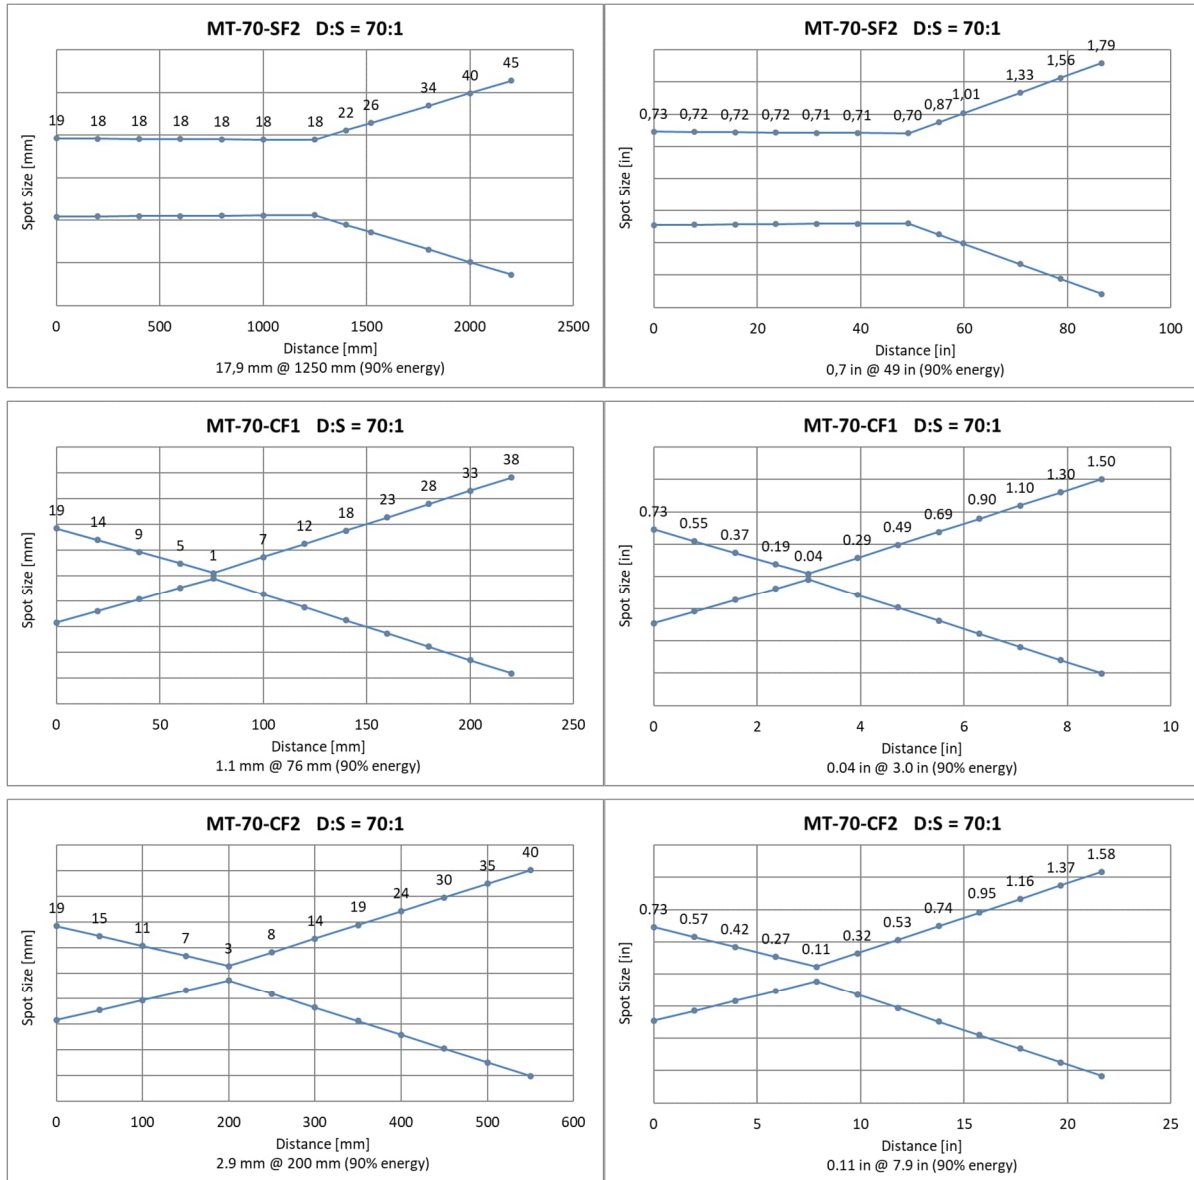 MT-70-SF2 D:S = 70:1
Spot Size [mm]
19 18 18 18 18 18 18 22 26 34 40 45
0 500 1000 1500 2000 2500
Distance [mm]
17,9 mm @ 1250 mm (90% energy)
MT-70-SF2 D:S = 70:1
Spot Size [in]
0,73 0,72 0,72 0,72 0,71 0,71 0,70 0,87 1,01 1,33 1,56 1,79
0 20 40 60 80 100
Distance [in]
0,7 in @ 49 in (90% energy)
MT-70-CF1 D:S = 70:1
Spot Size [mm]
19 14 9 5 1 7 12 18 23 28 33 38
0 50 100 150 200 250
Distance [mm]
1.1 mm @ 76 mm (90% energy)
MT-70-CF1 D:S = 70:1
Spot Size [in]
0.73 0.55 0.37 0.19 0.04 0.29 0.49 0.69 0.90 1.10 1.30 1.50
0 2 4 6 8 10
Distance [in]
0.04 in @ 3.0 in (90% energy)
MT-70-CF2 D:S = 70:1
Spot Size [mm]
19 15 11 7 3 8 14 19 24 30 35 40
0 100 200 300 400 500 600
Distance [mm]
2.9 mm @ 200 mm (90% energy)
MT-70-CF2 D:S = 70:1
Spot Size [in]
0.73 0.57 0.42 0.27 0.11 0.32 0.53 0.74 0.95 1.16 1.37 1.58
0 5 10 15 20 25
Distance [in]
0.11 in @ 7.9 in (90% energy)